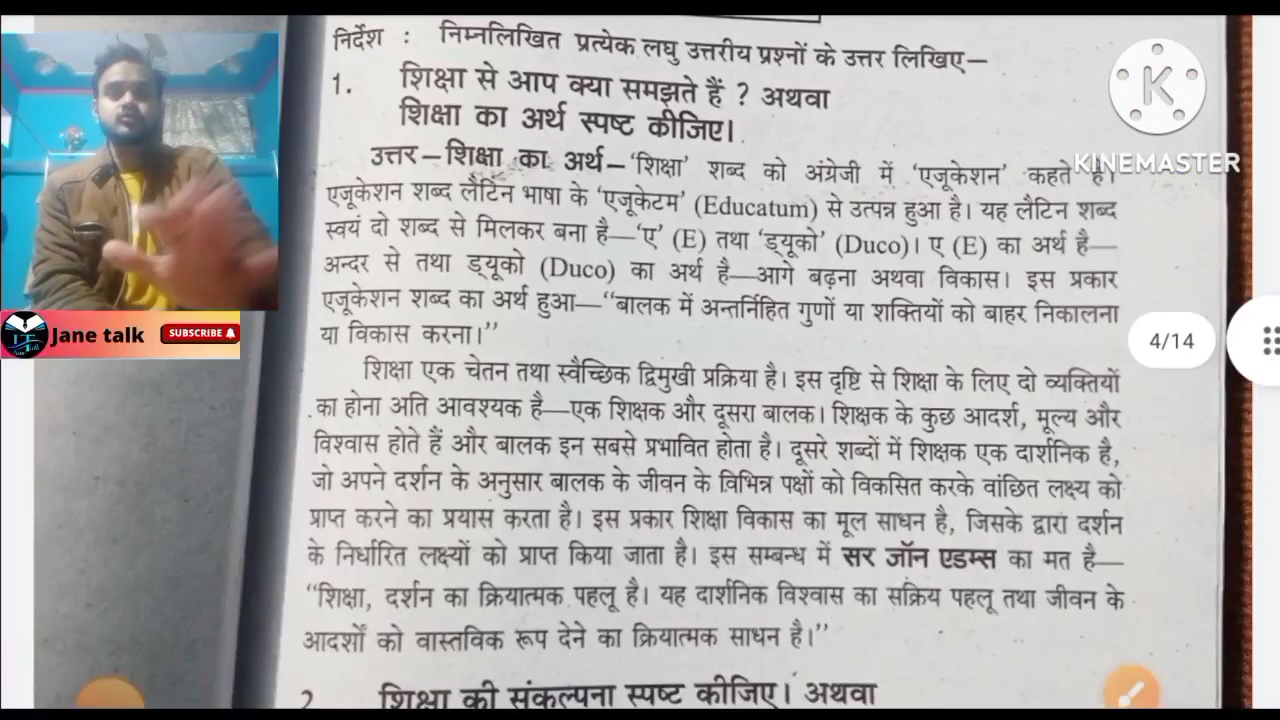 निर्देश : निम्नलिखित प्रत्येक लघु उत्तरीय प्रश्नों के उत्तर लिखिए—
1. शिक्षा से आप क्या समझते हैं ? अथवा
शिक्षा का अर्थ स्पष्ट कीजिए।
उत्तर–शिक्षा का अर्थ–'शिक्षा' शब्द को अंग्रेजी में 'एजूकेशन' कहते है।
एजूकेशन शब्द लैटिन भाषा के 'एजूकेटम' (Educatum) से उत्पन्न हुआ है। यह लैटिन शब्द
स्वयं दो शब्द से मिलकर बना है—'ए' (E) तथा 'ड्यूको' (Duco)। ए (E) का अर्थ है—
अन्दर से तथा ड्यूको (Duco) का अर्थ है—आगे बढ़ना अथवा विकास। इस प्रकार
एजूकेशन शब्द का अर्थ हुआ—"बालक में अन्तर्निहित गुणों या शक्तियों को बाहर निकालना
या विकास करना।"
शिक्षा एक चेतन तथा स्वैच्छिक द्विमुखी प्रक्रिया है। इस दृष्टि से शिक्षा के लिए दो व्यक्तियों
का होना अति आवश्यक है—एक शिक्षक और दूसरा बालक। शिक्षक के कुछ आदर्श, मूल्य और
विश्वास होते हैं और बालक इन सबसे प्रभावित होता है। दूसरे शब्दों में शिक्षक एक दार्शनिक है,
जो अपने दर्शन के अनुसार बालक के जीवन के विभिन्न पक्षों को विकसित करके वांछित लक्ष्य को
प्राप्त करने का प्रयास करता है। इस प्रकार शिक्षा विकास का मूल साधन है, जिसके द्वारा दर्शन
के निर्धारित लक्ष्यों को प्राप्त किया जाता है। इस सम्बन्ध में सर जॉन एडम्स का मत है—
"शिक्षा, दर्शन का क्रियात्मक पहलू है। यह दार्शनिक विश्वास का सक्रिय पहलू तथा जीवन के
आदर्शों को वास्तविक रूप देने का क्रियात्मक साधन है।"
2. शिक्षा की संकल्पना स्पष्ट कीजिए। अथवा
K
KINEMASTER
4/14
Jane talk
SUBSCRIBE